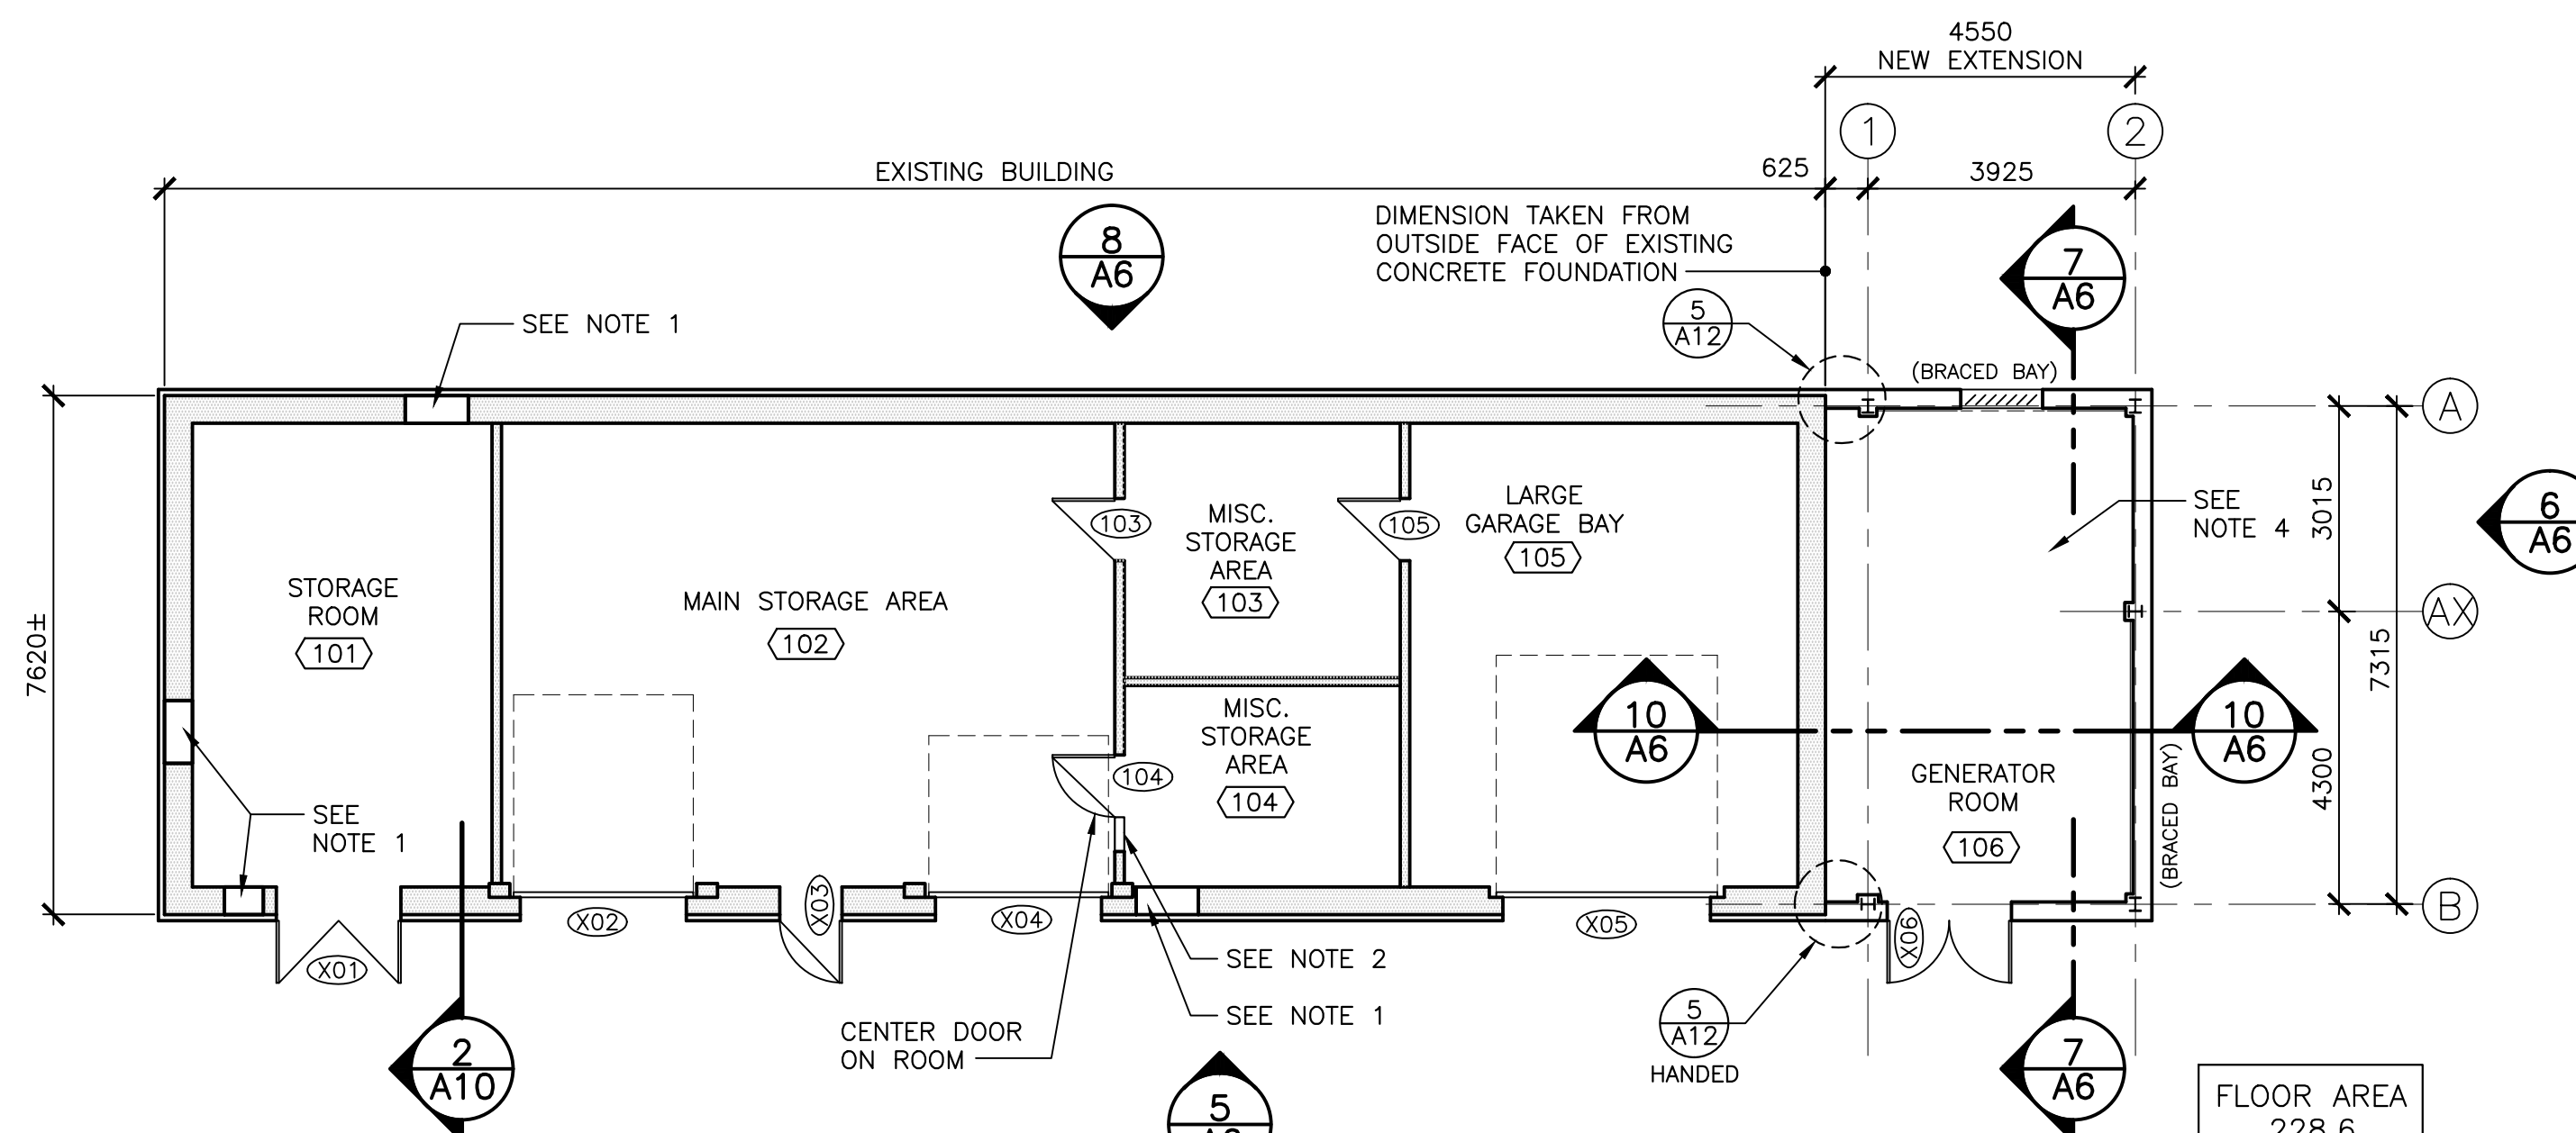 4550
NEW EXTENSION
1
2
EXISTING BUILDING
625
3925
DIMENSION TAKEN FROM
OUTSIDE FACE OF EXISTING
CONCRETE FOUNDATION
8
A6
7
A6
5
A12
SEE NOTE 1
(BRACED BAY)
A
7620±
3015
7315
4300
AX
B
6
A6
SEE
NOTE 4
STORAGE
ROOM
101
MAIN STORAGE AREA
102
103
MISC.
STORAGE
AREA
103
105
LARGE
GARAGE BAY
105
MISC.
STORAGE
AREA
104
104
10
A6
10
A6
GENERATOR
ROOM
106
(BRACED BAY)
SEE
NOTE 1
X01
X02
X03
X04
X05
X06
SEE NOTE 2
SEE NOTE 1
CENTER DOOR
ON ROOM
2
A10
5
5
A12
HANDED
7
A6
FLOOR AREA
228.6